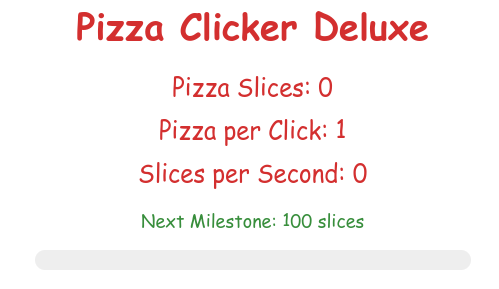 Pizza Clicker Deluxe
Pizza Slices: 0
Pizza per Click: 1
Slices per Second: 0
Next Milestone: 100 slices